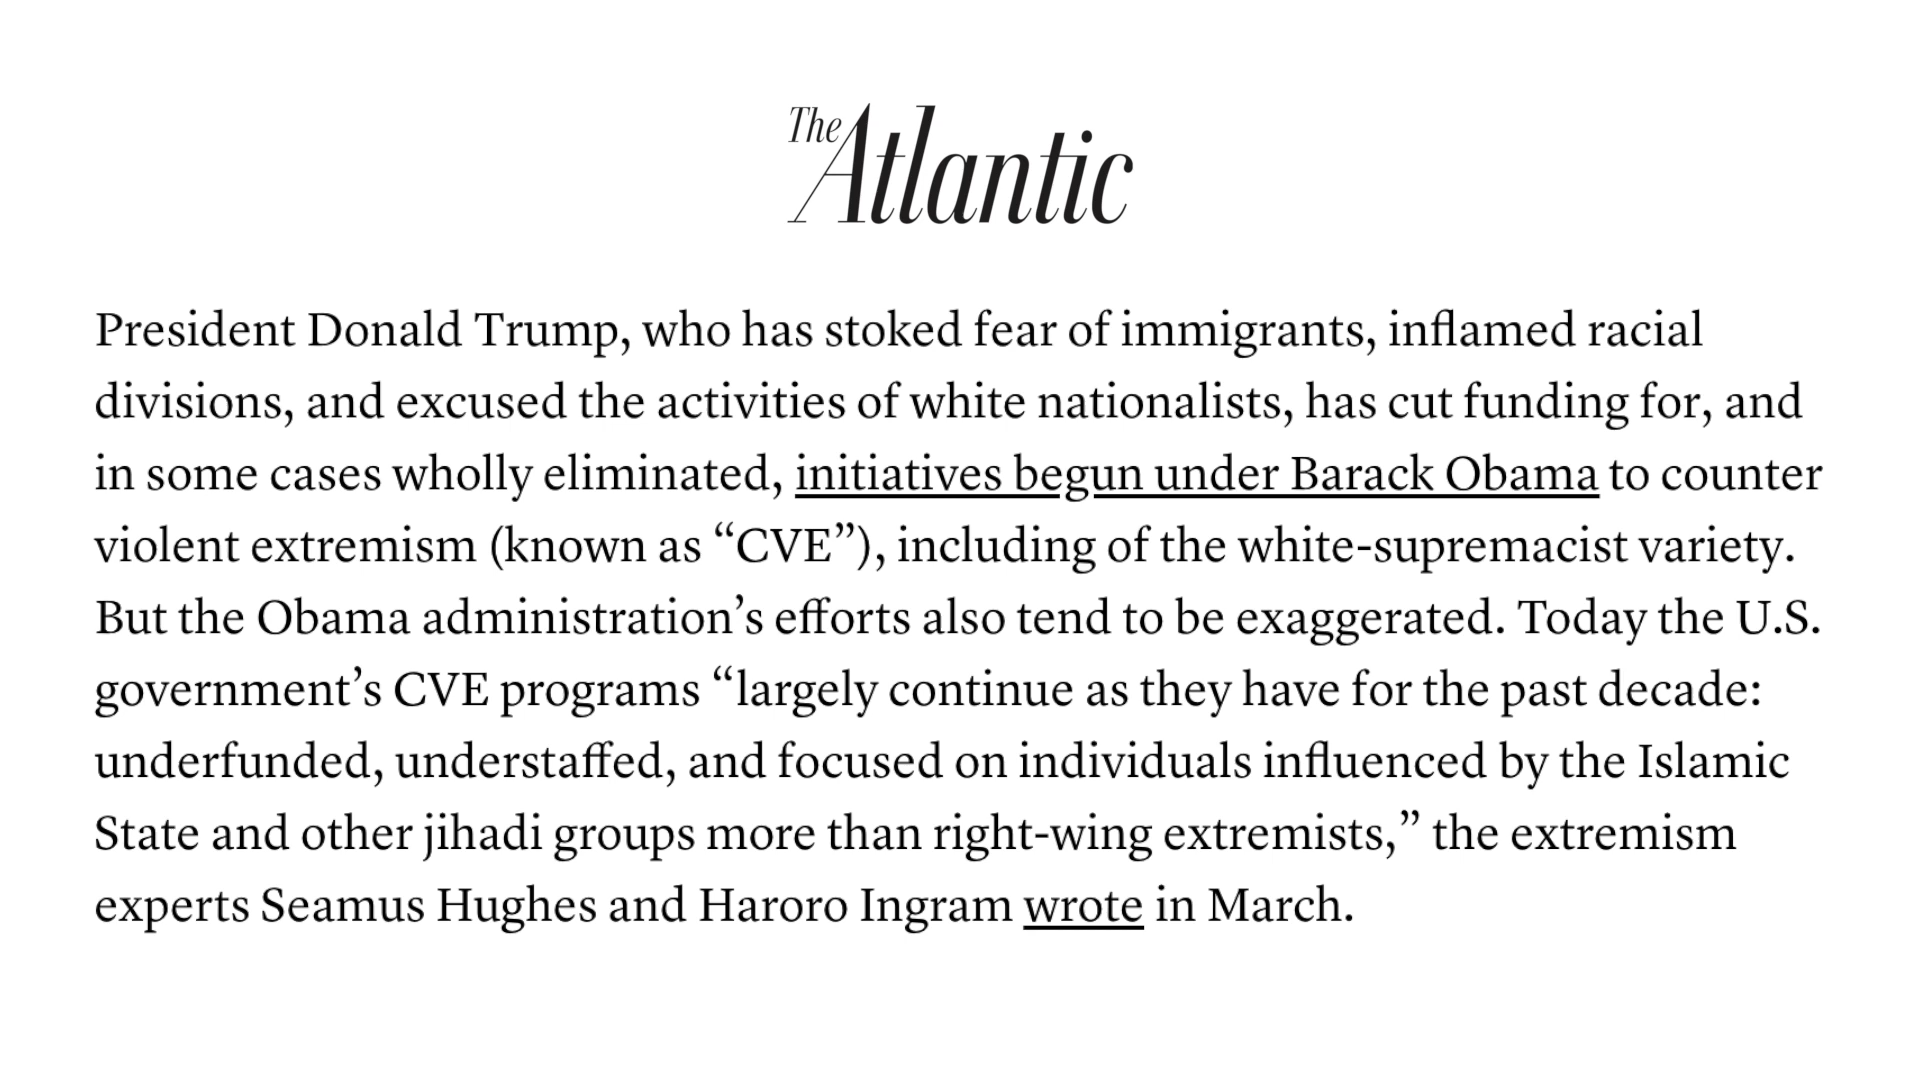 The Atlantic
President Donald Trump, who has stoked fear of immigrants, inflamed racial
divisions, and excused the activities of white nationalists, has cut funding for, and
in some cases wholly eliminated, initiatives begun under Barack Obama to counter
violent extremism (known as “CVE”), including of the white-supremacist variety.
But the Obama administration’s efforts also tend to be exaggerated. Today the U.S.
government’s CVE programs “largely continue as they have for the past decade:
underfunded, understaffed, and focused on individuals influenced by the Islamic
State and other jihadi groups more than right-wing extremists,” the extremism
experts Seamus Hughes and Haroro Ingram wrote in March.